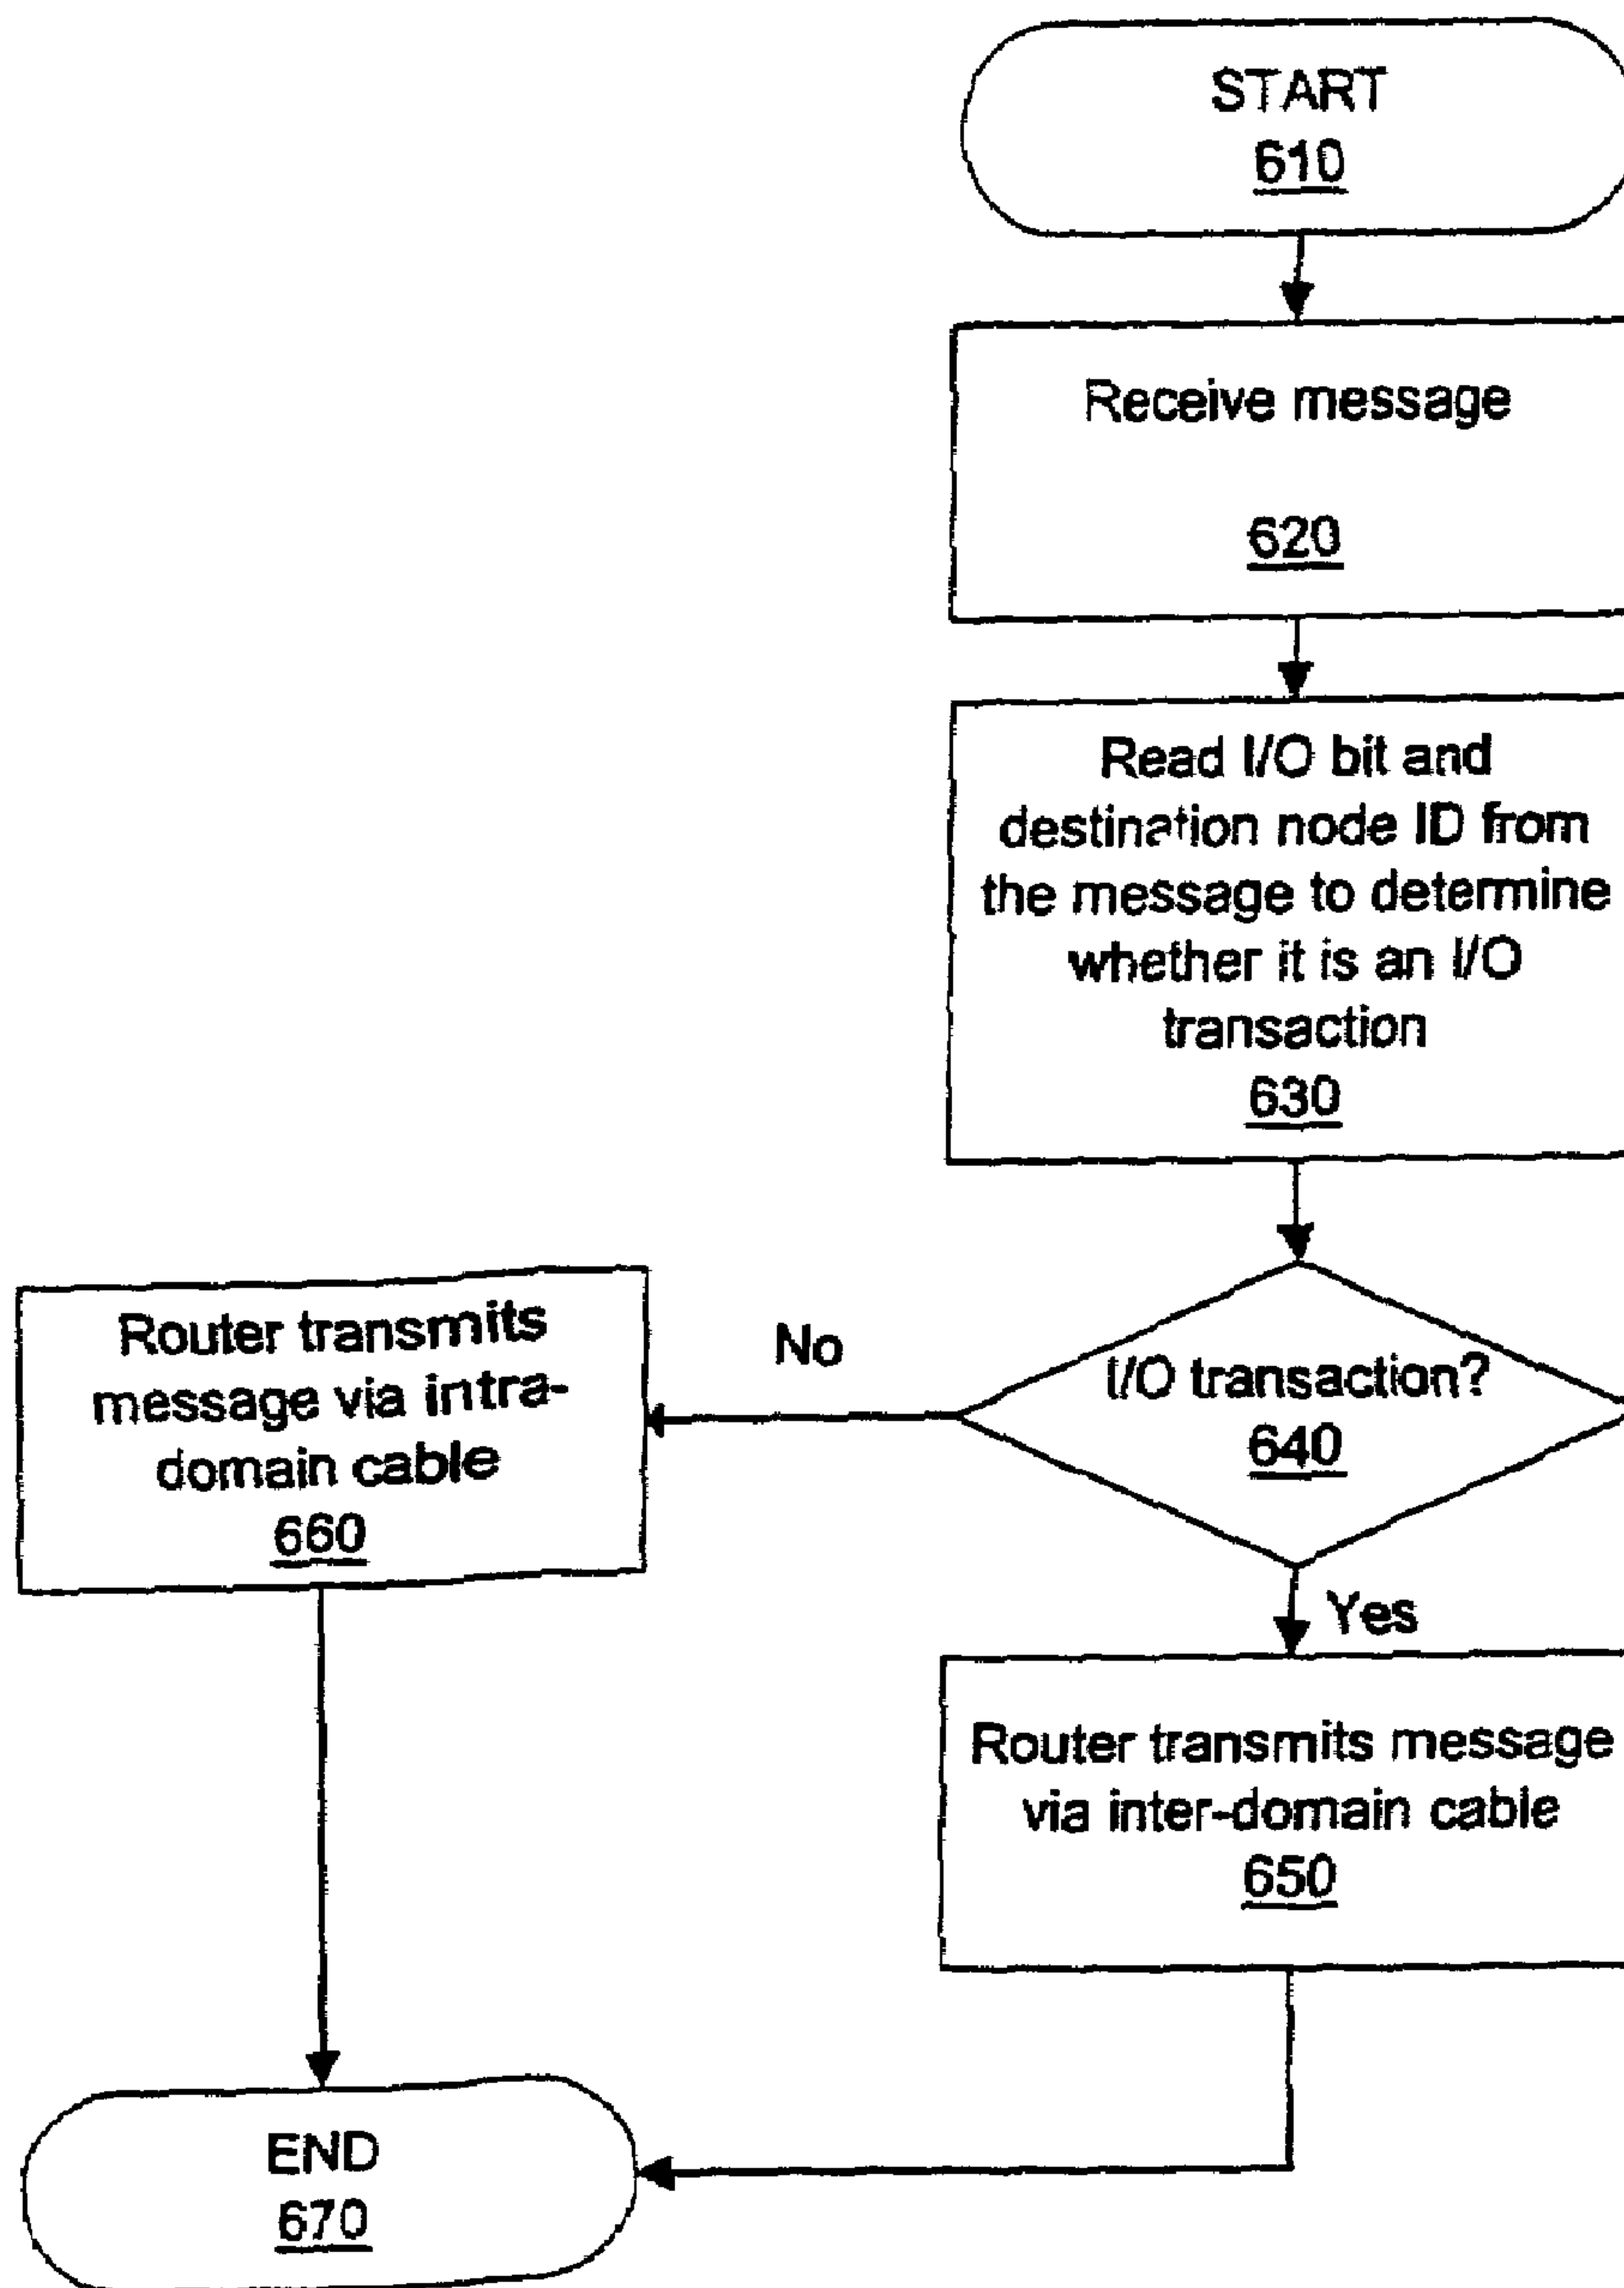 START
610
Receive message
620
Read I/O bit and
destination node ID from
the message to determine
whether it is an I/O
transaction
630
I/O transaction?
640
No
Yes
Router transmits
message via intra-
domain cable
660
Router transmits message
via inter-domain cable
650
END
670